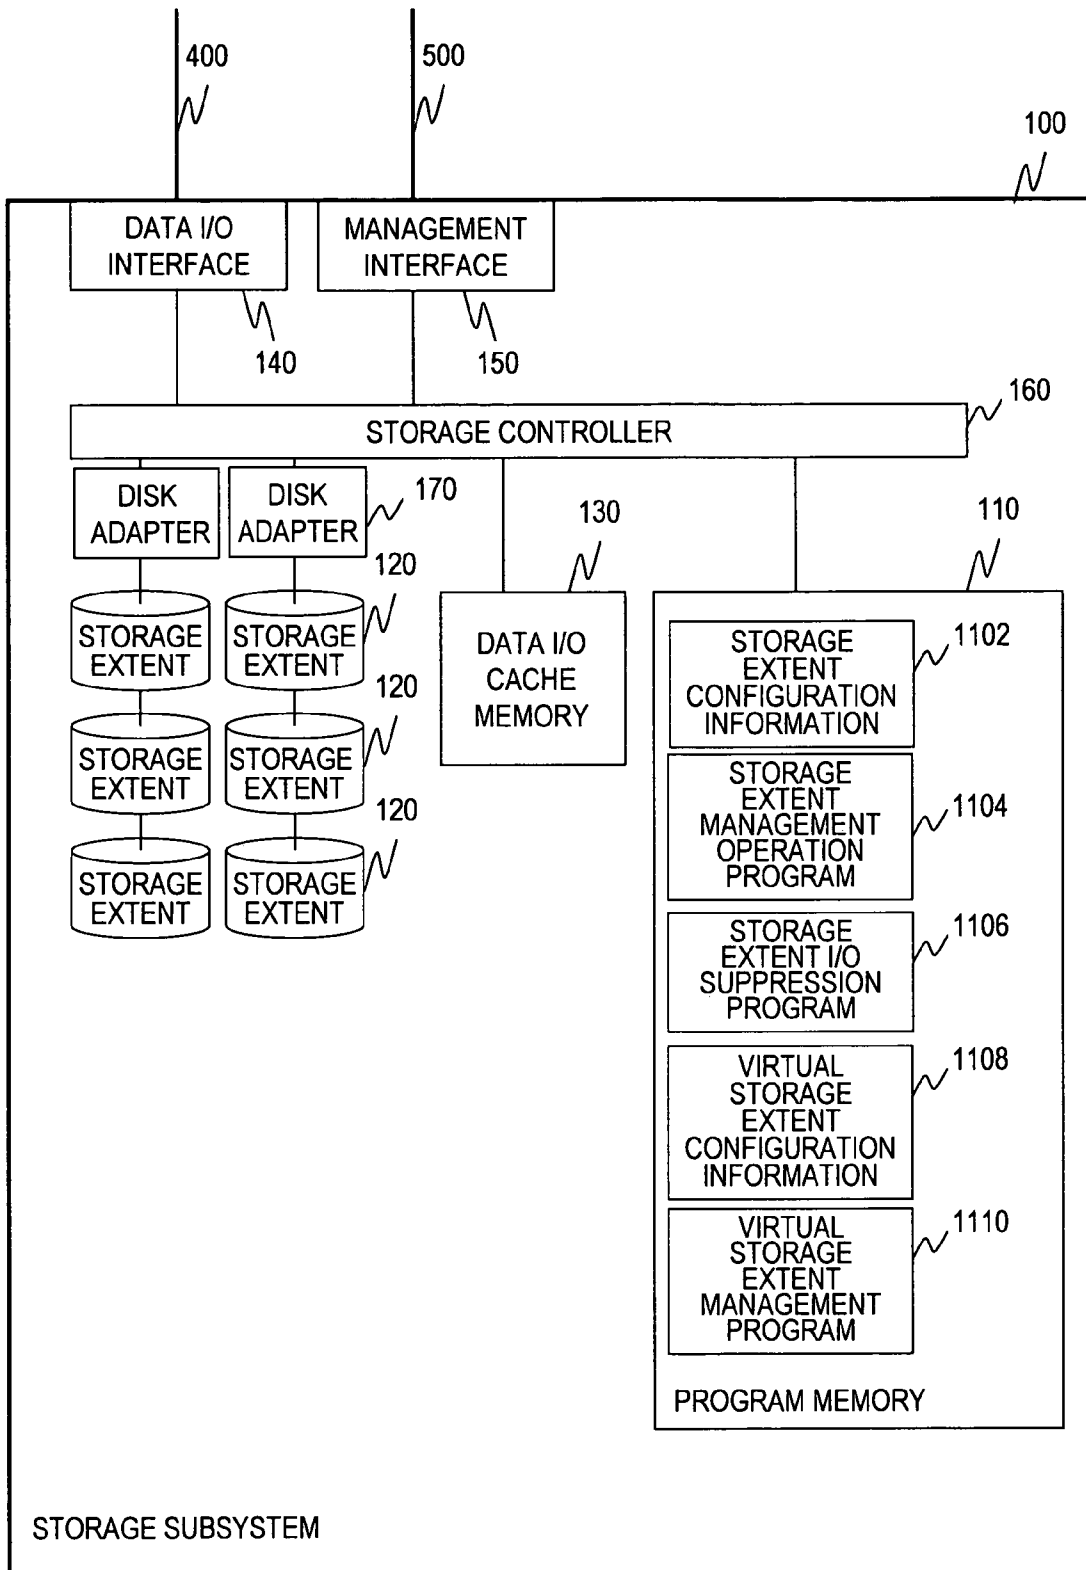 400
500
100
DATA I/O
INTERFACE
MANAGEMENT
INTERFACE
140
150
160
STORAGE CONTROLLER
DISK
ADAPTER
DISK
ADAPTER
170
130
110
120
STORAGE
EXTENT
STORAGE
EXTENT
DATA I/O
CACHE
MEMORY
STORAGE
EXTENT
CONFIGURATION
INFORMATION
1102
120
STORAGE
EXTENT
STORAGE
EXTENT
STORAGE
EXTENT
MANAGEMENT
OPERATION
PROGRAM
1104
120
STORAGE
EXTENT
STORAGE
EXTENT
STORAGE
EXTENT I/O
SUPPRESSION
PROGRAM
1106
VIRTUAL
STORAGE
EXTENT
CONFIGURATION
INFORMATION
1108
VIRTUAL
STORAGE
EXTENT
MANAGEMENT
PROGRAM
1110
PROGRAM MEMORY
STORAGE SUBSYSTEM